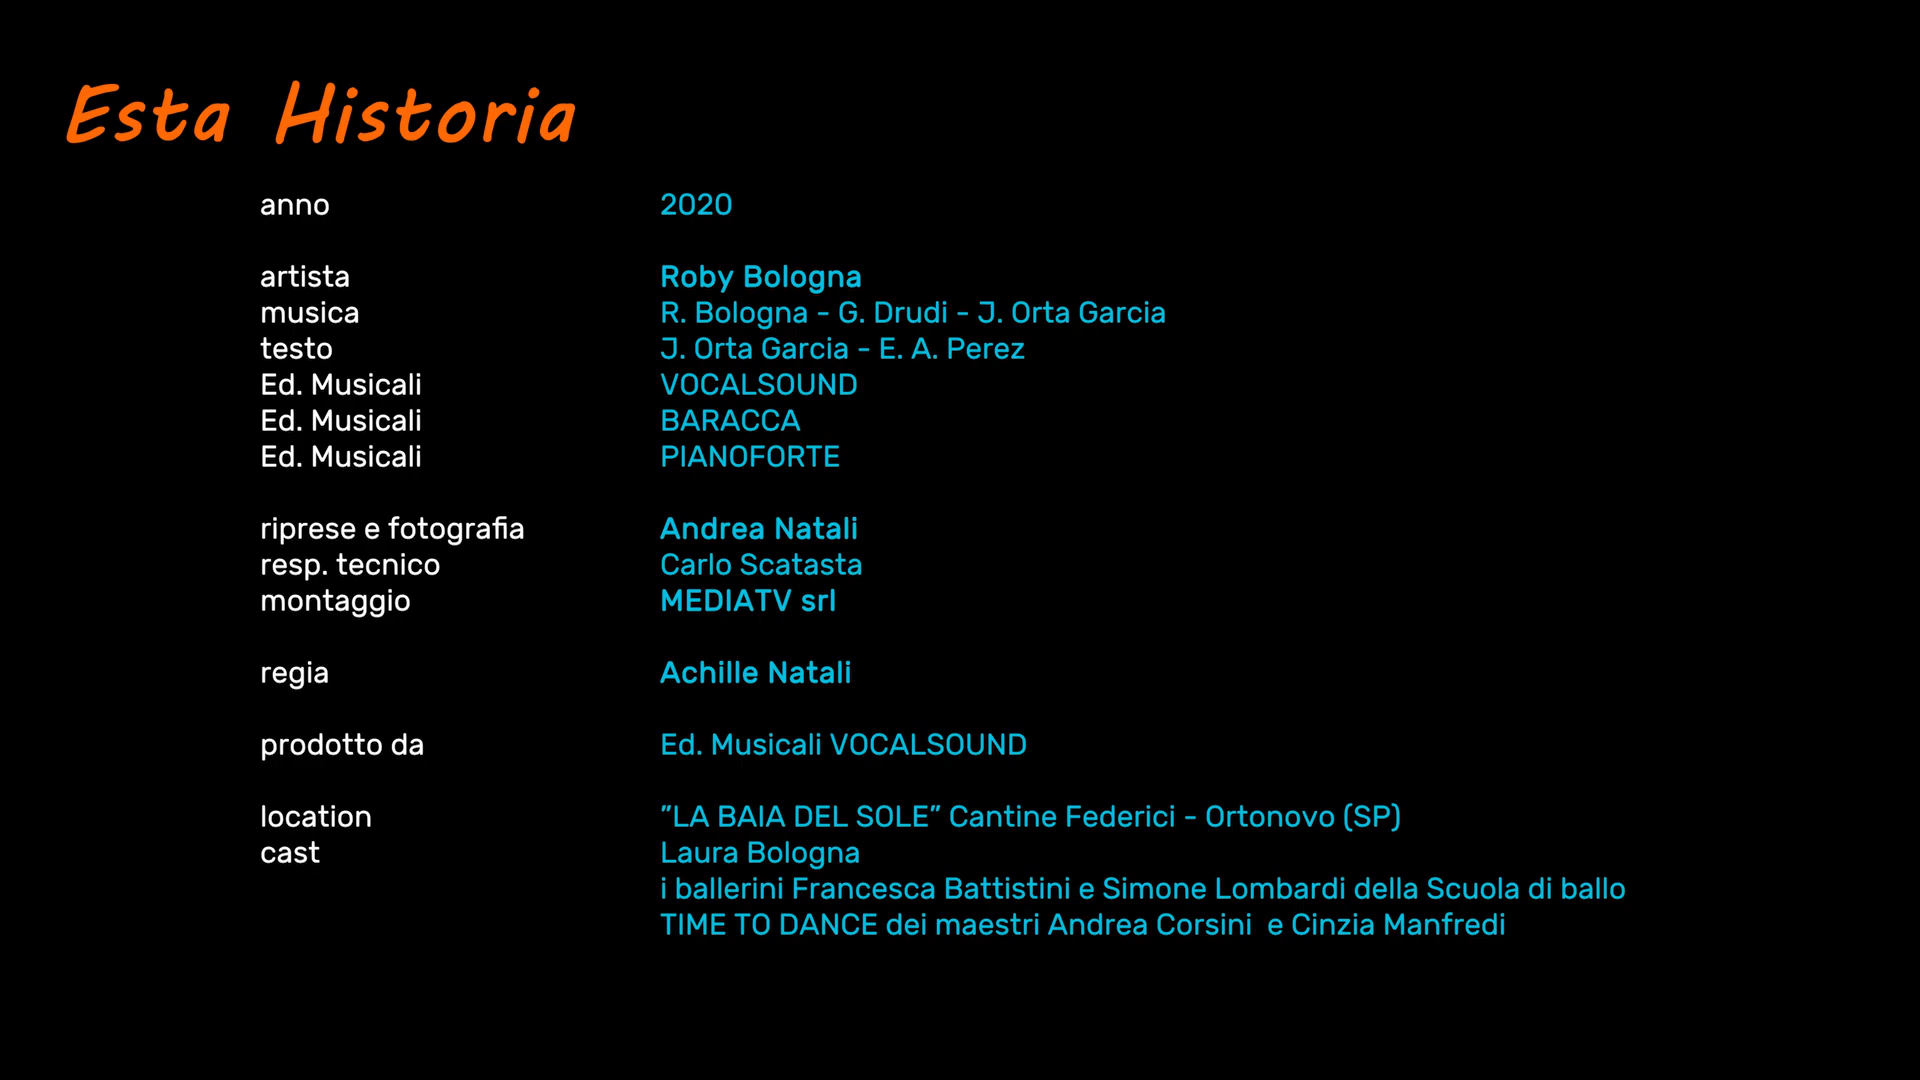 Esta Historia
anno 2020
artista Roby Bologna
musica R. Bologna - G. Drudi - J. Orta Garcia
testo J. Orta Garcia - E. A. Perez
Ed. Musicali VOCALSOUND
Ed. Musicali BARACCA
Ed. Musicali PIANOFORTE
riprese e fotografia Andrea Natali
resp. tecnico Carlo Scatasta
montaggio MEDIATV srl
regia Achille Natali
prodotto da Ed. Musicali VOCALSOUND
location ”LA BAIA DEL SOLE” Cantine Federici - Ortonovo (SP)
cast Laura Bologna
i ballerini Francesca Battistini e Simone Lombardi della Scuola di ballo
TIME TO DANCE dei maestri Andrea Corsini  e Cinzia Manfredi